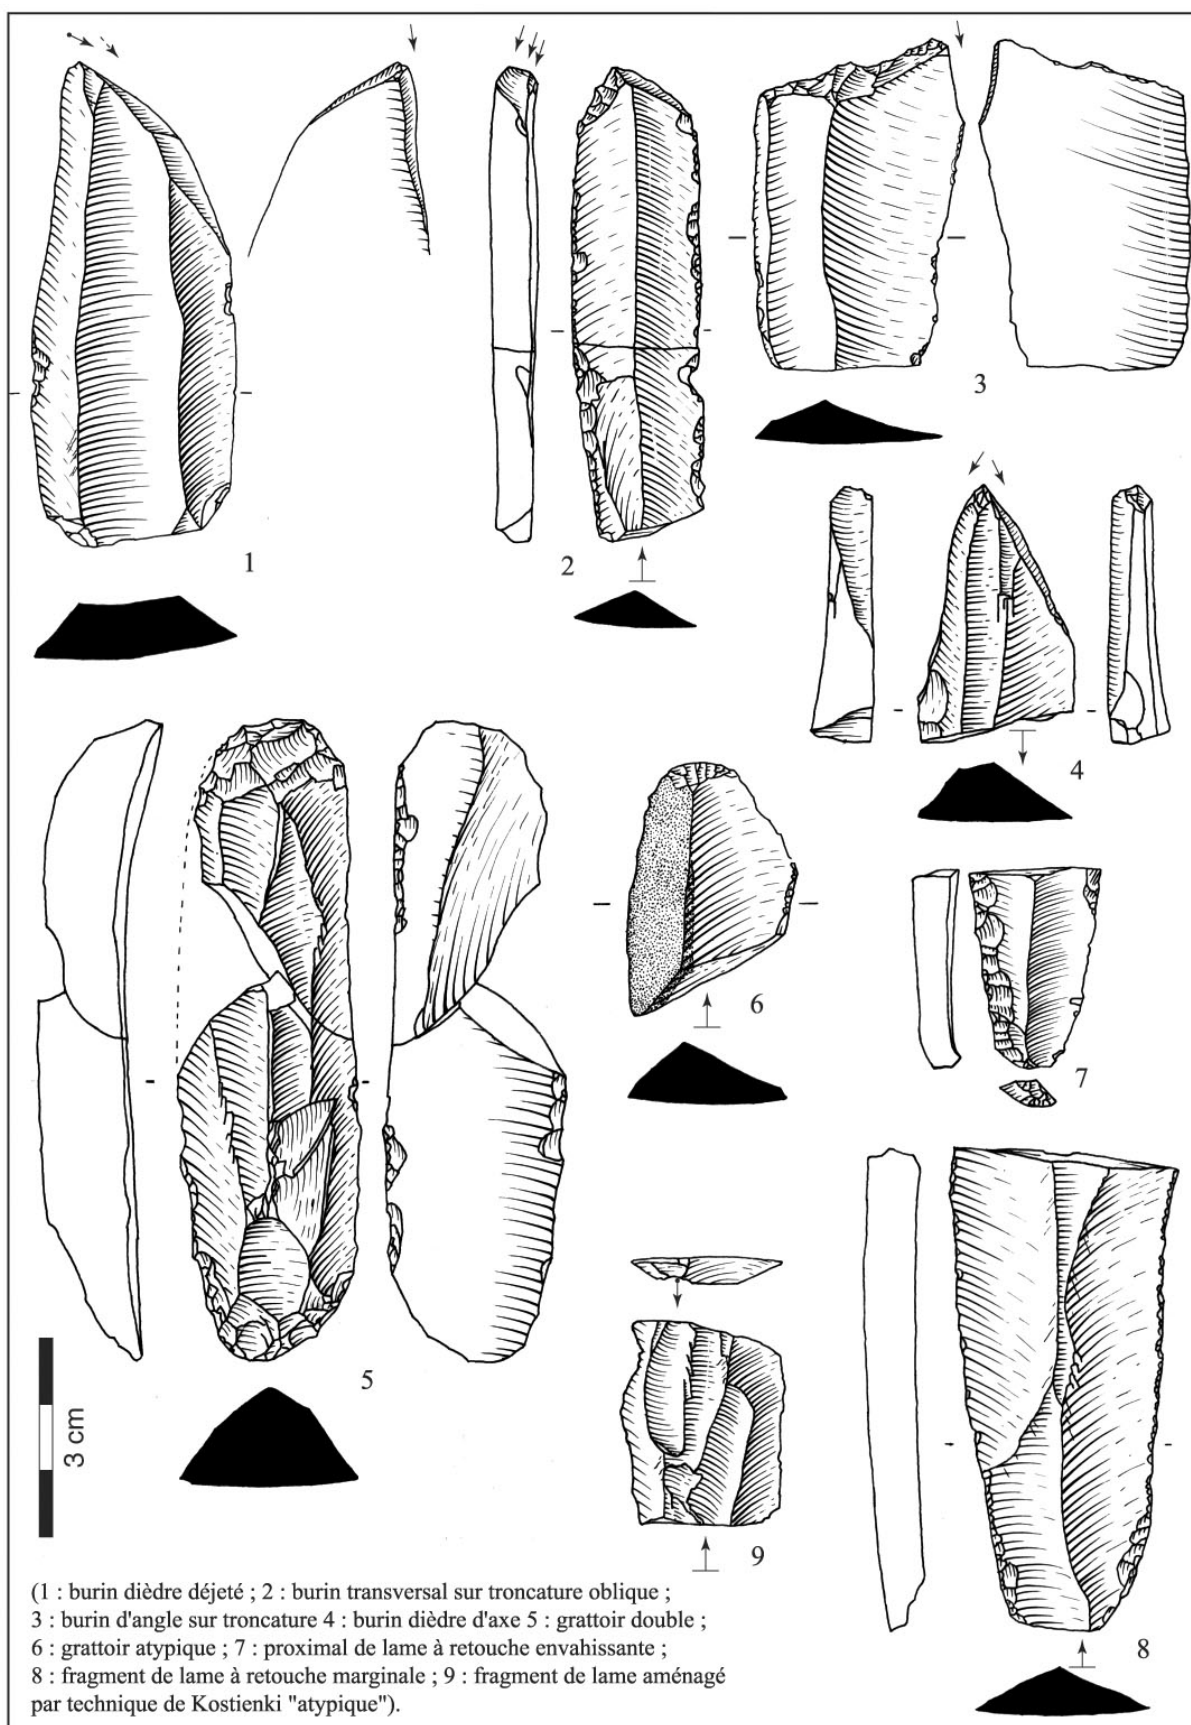 1
2
3
4
5
6
7
8
9
3 cm
(1 : burin dièdre déjeté ; 2 : burin transversal sur troncature oblique ;
3 : burin d'angle sur troncature 4 : burin dièdre d'axe 5 : grattoir double ;
6 : grattoir atypique ; 7 : proximal de lame à retouche envahissante ;
8 : fragment de lame à retouche marginale ; 9 : fragment de lame aménagé
par technique de Kostienki "atypique").